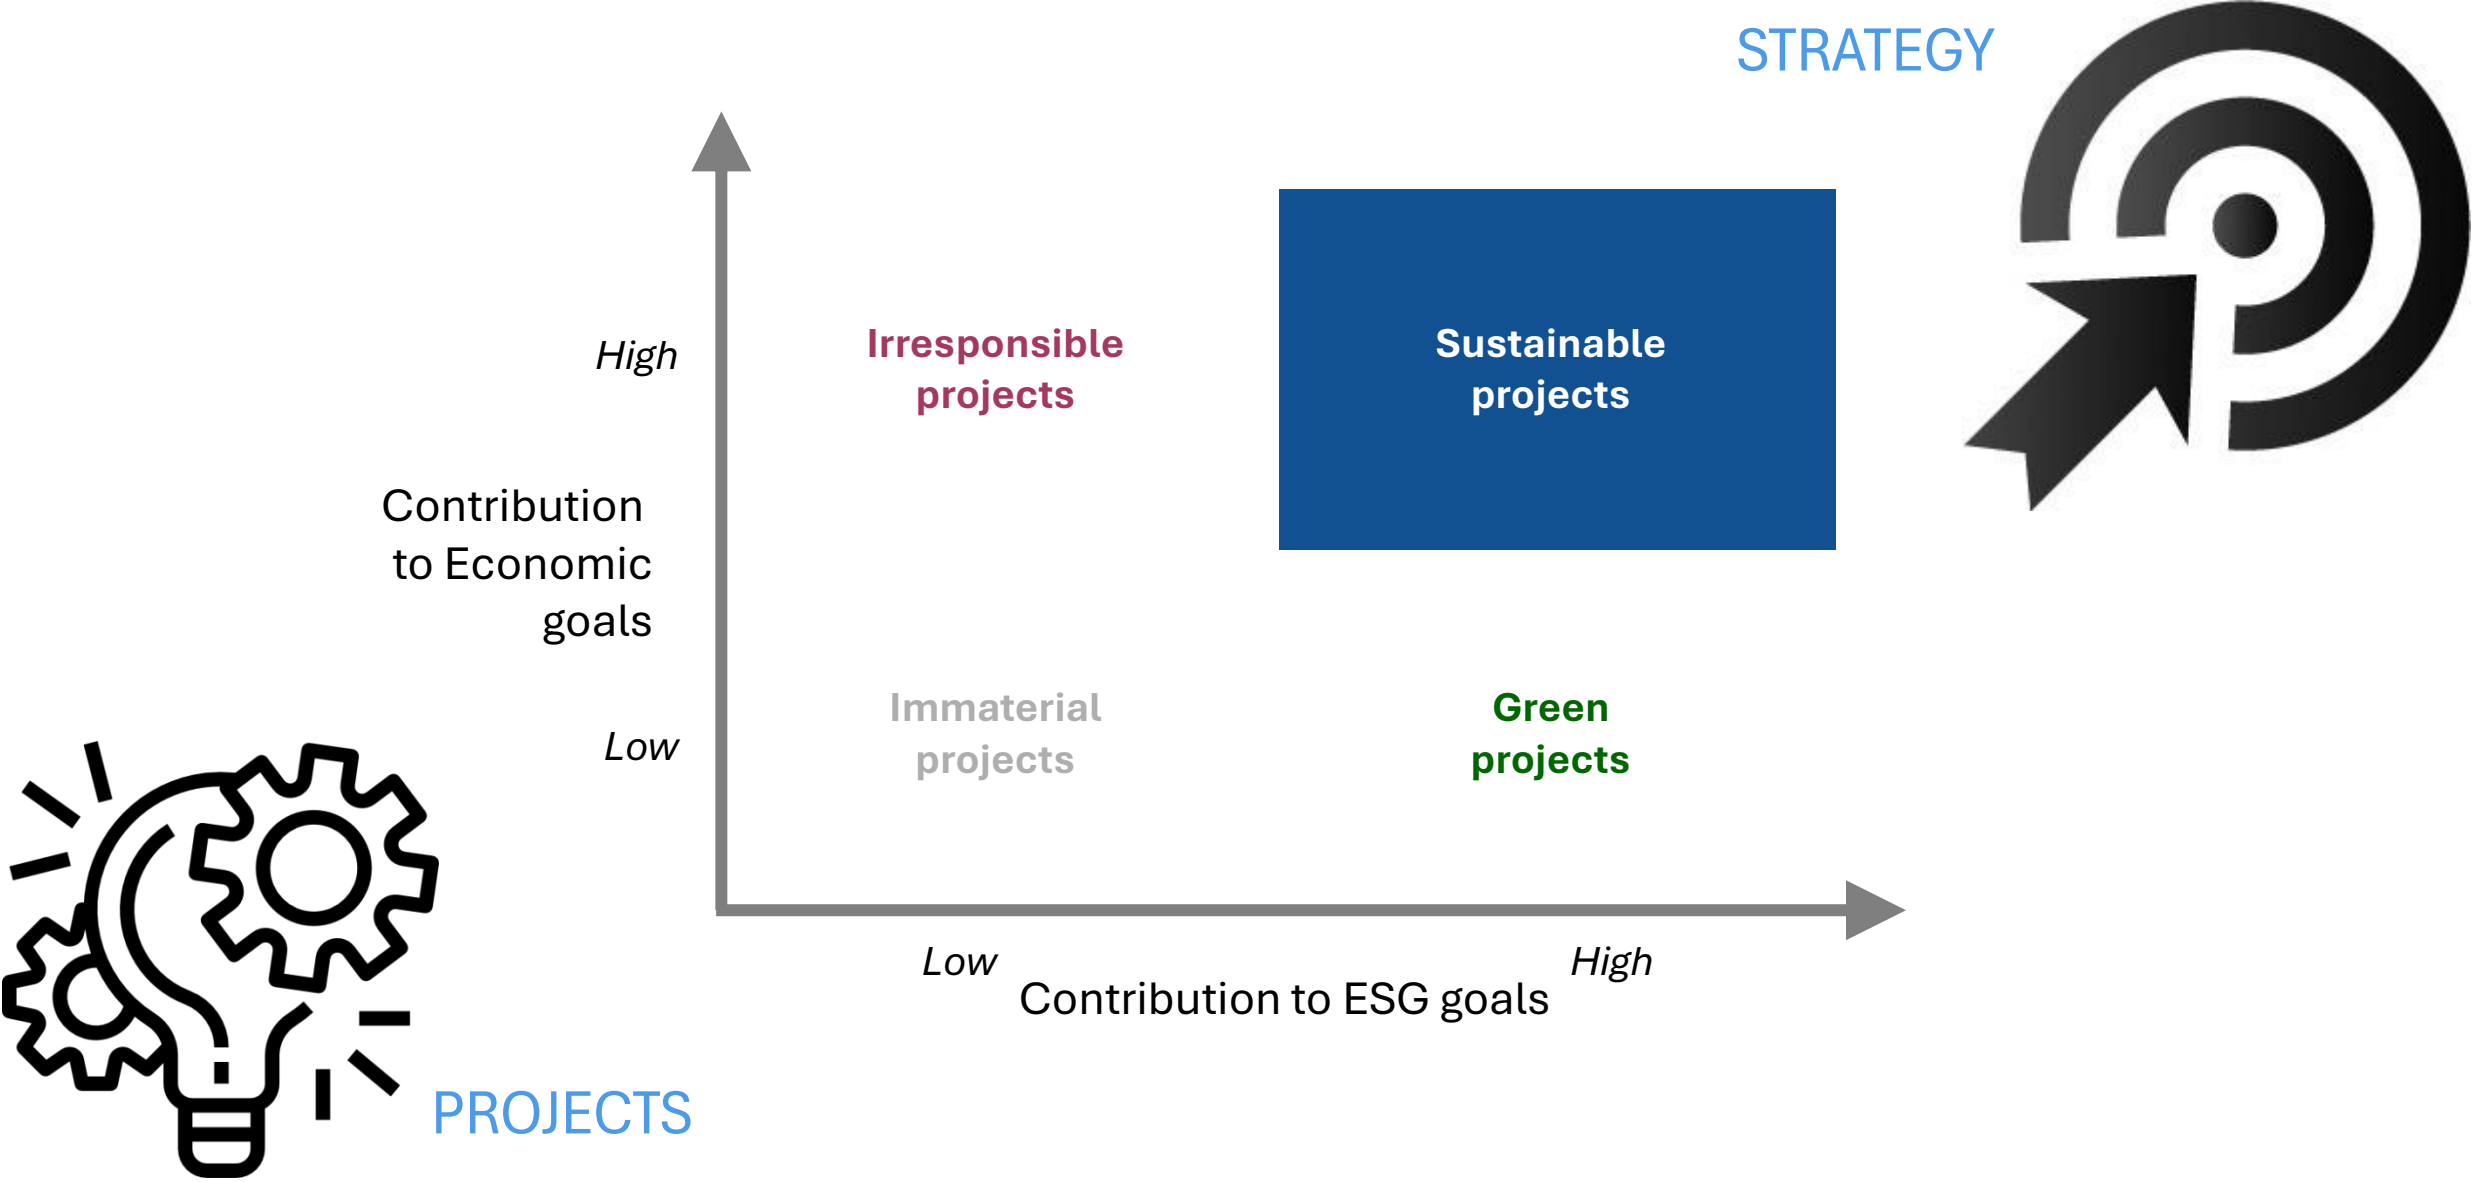 STRATEGY
High
Irresponsible
projects
Sustainable
projects
Contribution
to Economic
goals
Low
Immaterial
projects
Green
projects
Low
High
Contribution to ESG goals
PROJECTS